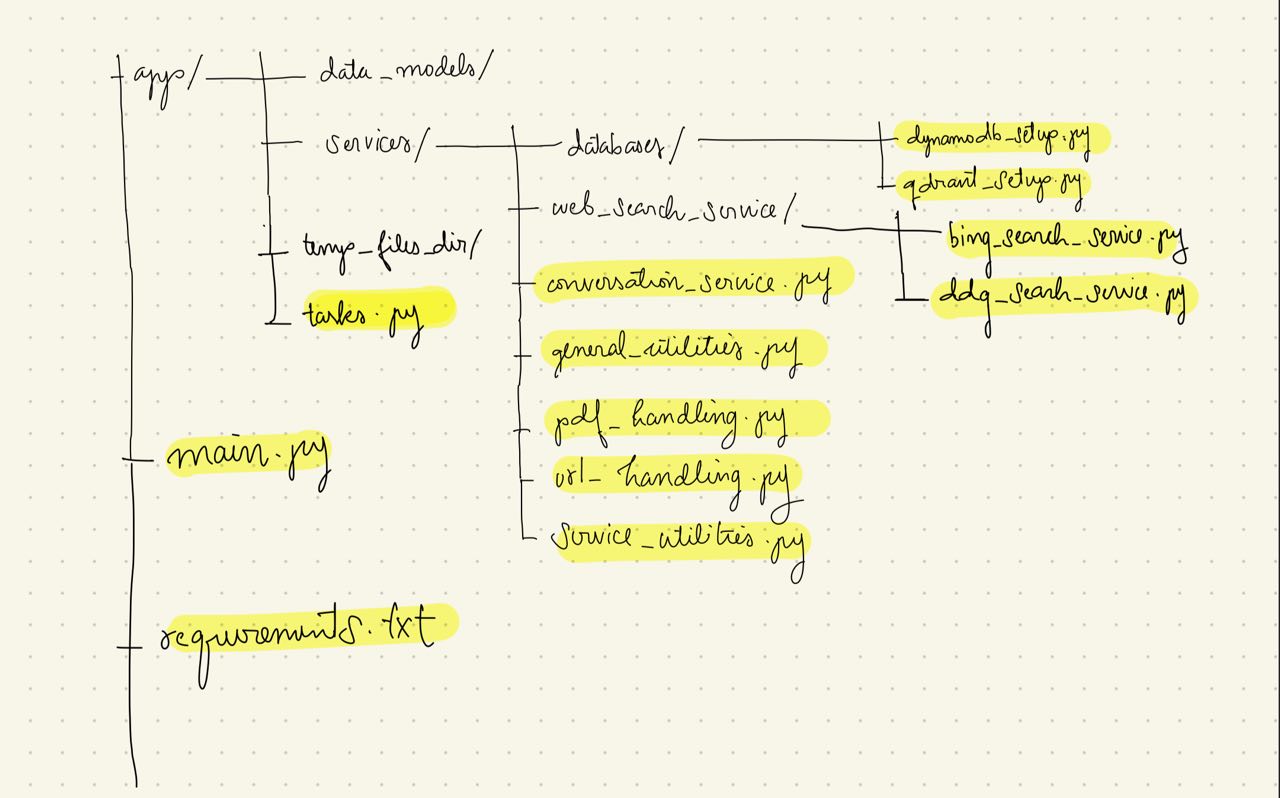 app/
data_models/
services/
databases/
dynamodb_setup.py
qdrant_setup.py
web_search_service/
bing_search_service.py
ddg_search_service.py
conversation_service.py
general_utilities.py
pdf_handling.py
url_handling.py
service_utilities.py
temp_files_dir/
tasks.py
main.py
requirements.txt